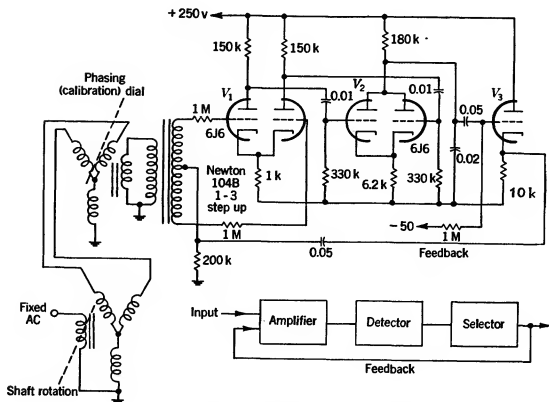 +250 v
150 k
150 k
180 k
Phasing
(calibration) dial
V1
V2
V3
0.01
0.01
0.05
1 M
6J6
6J6
0.02
Newton
104B
1 - 3
step up
1 k
330 k
6.2 k
330 k
10 k
1 M
-50
1 M
0.05
Feedback
200 k
Fixed
AC
Shaft rotation
Input
Amplifier
Detector
Selector
Feedback